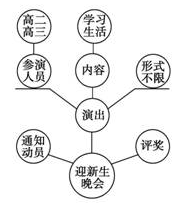 高二
高三
学习
生活
参演
人员
内容
形式
不限
演出
通知
动员
评奖
迎新生
晚会